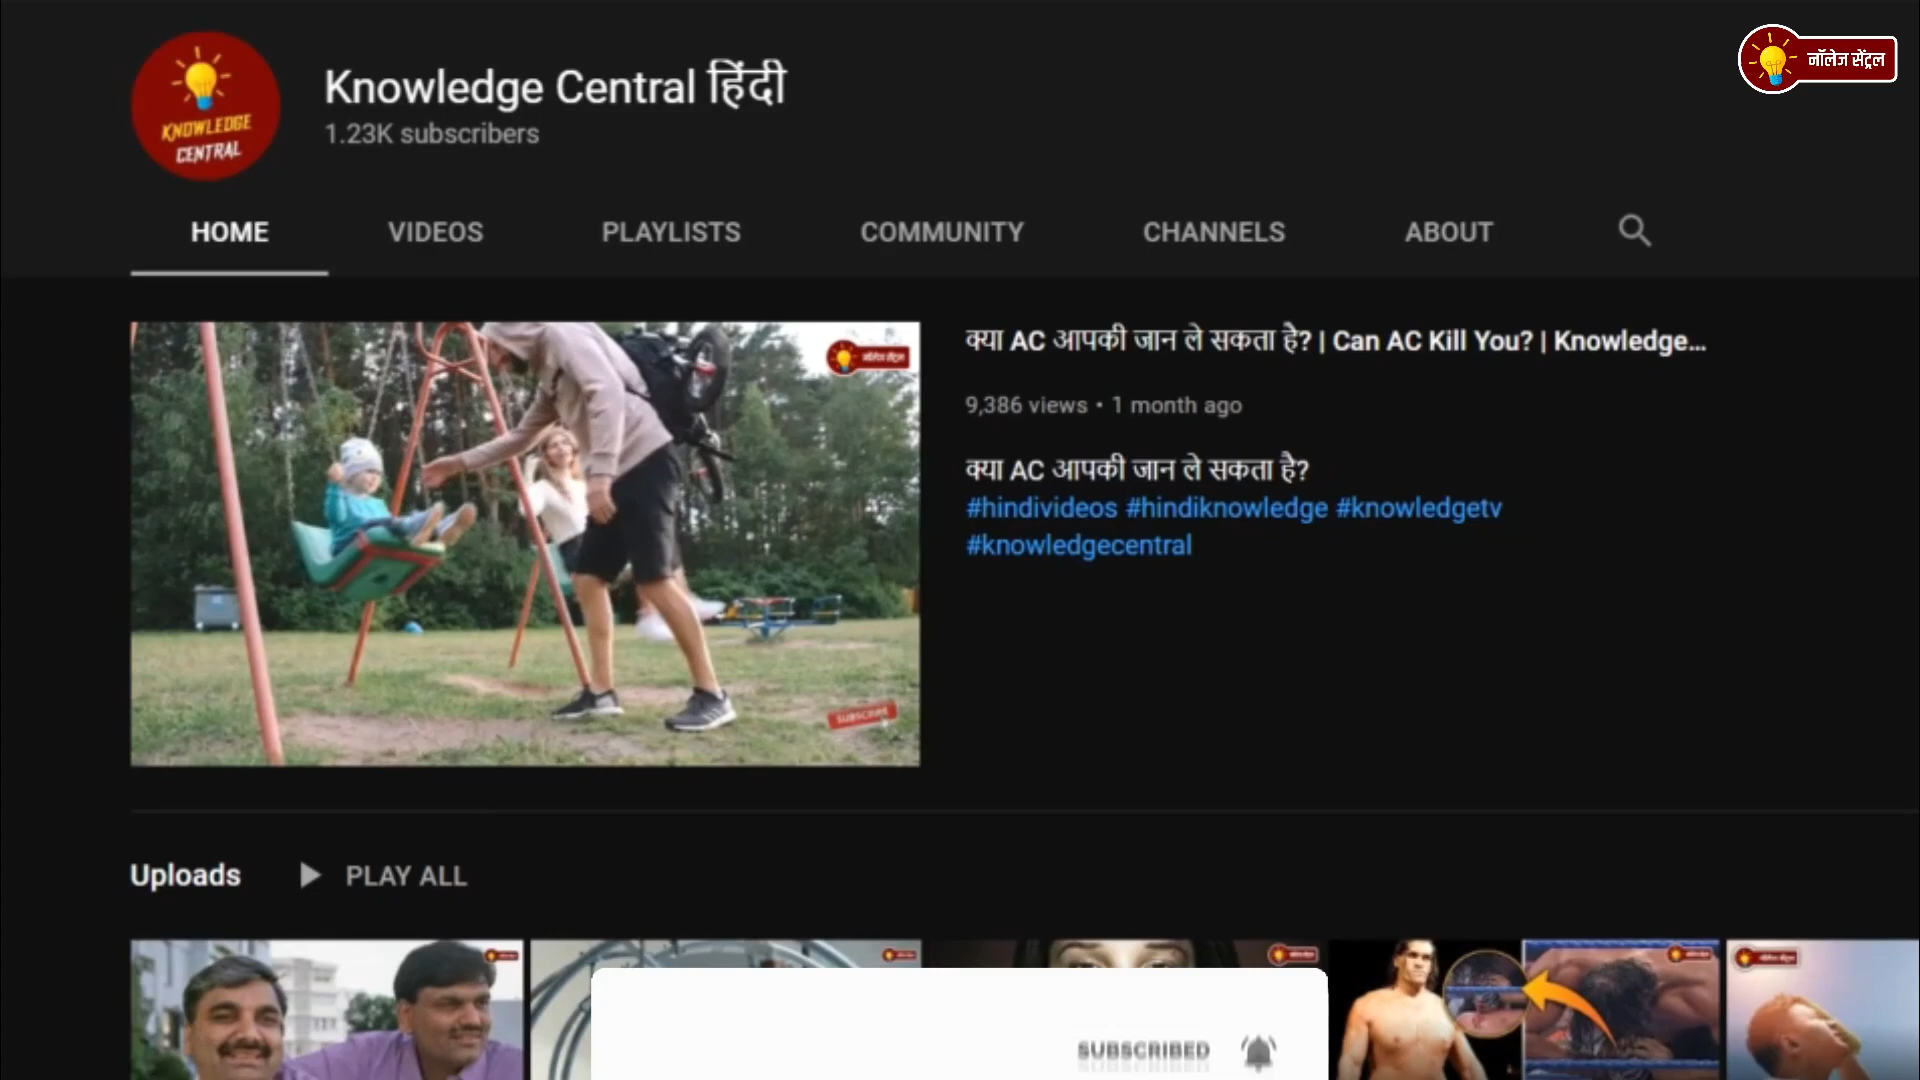 KNOWLEDGE
CENTRAL
Knowledge Central हिंदी
1.23K subscribers
नॉलेज सेंट्रल
HOME
VIDEOS
PLAYLISTS
COMMUNITY
CHANNELS
ABOUT
नॉलेज सेंट्रल
SUBSCRIBE
क्या AC आपकी जान ले सकता है? | Can AC Kill You? | Knowledge...
9,386 views • 1 month ago
क्या AC आपकी जान ले सकता है?
#hindivideos #hindiknowledge #knowledgetv
#knowledgecentral
Uploads
PLAY ALL
SUBSCRIBED